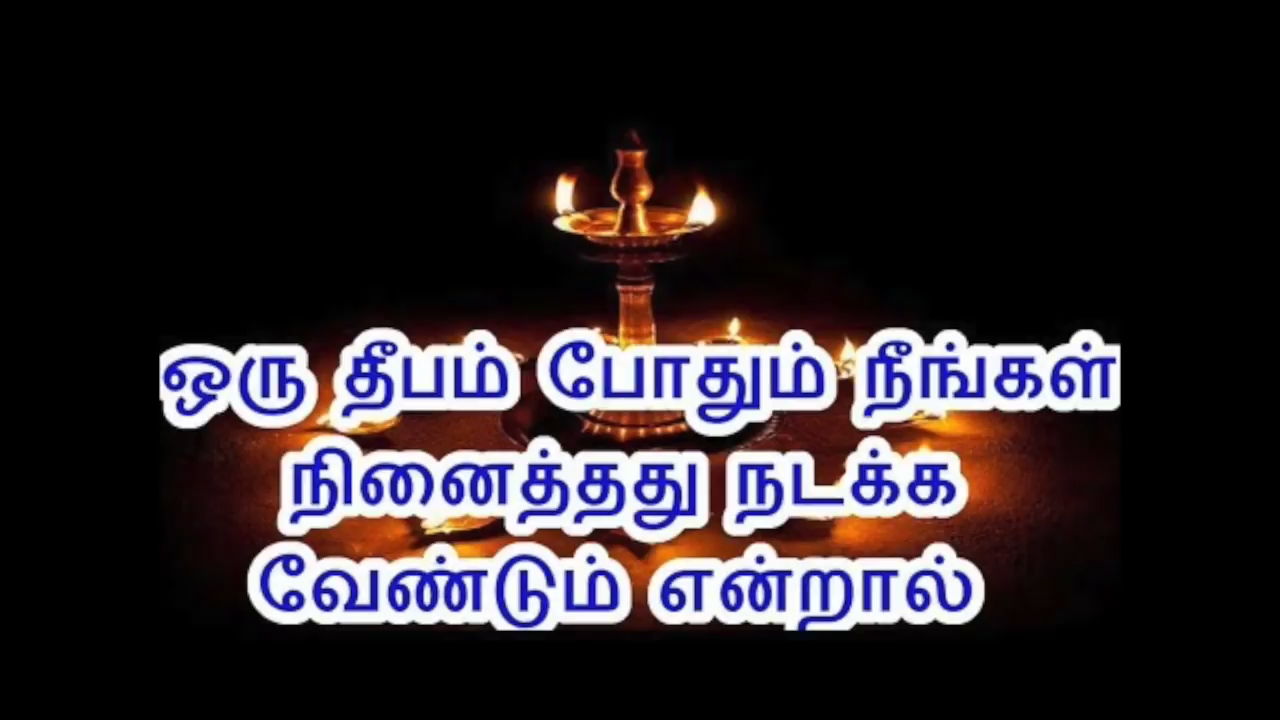 ஒரு தீபம் போதும் நீங்கள்
நினைத்தது நடக்க
வேண்டும் என்றால்